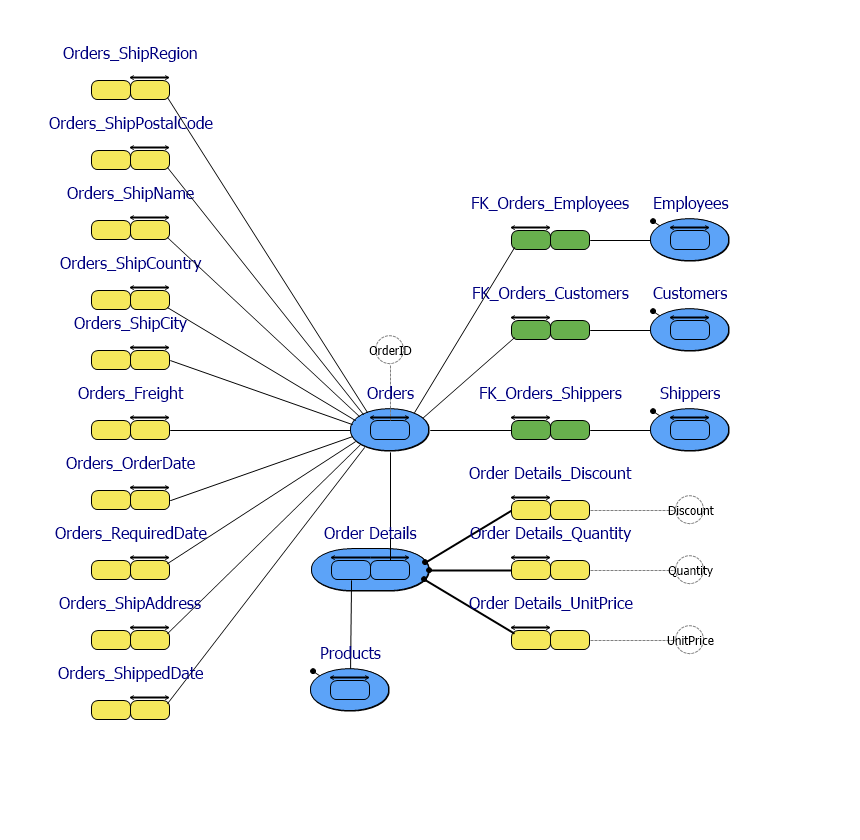 Orders_ShipRegion
Orders_ShipPostalCode
Orders_ShipName
Orders_ShipCountry
Orders_ShipCity
Orders_Freight
Orders_OrderDate
Orders_RequiredDate
Orders_ShipAddress
Orders_ShippedDate
OrderID
Orders
Order Details
Products
FK_Orders_Employees
Employees
FK_Orders_Customers
Customers
FK_Orders_Shippers
Shippers
Order Details_Discount
Discount
Order Details_Quantity
Quantity
Order Details_UnitPrice
UnitPrice